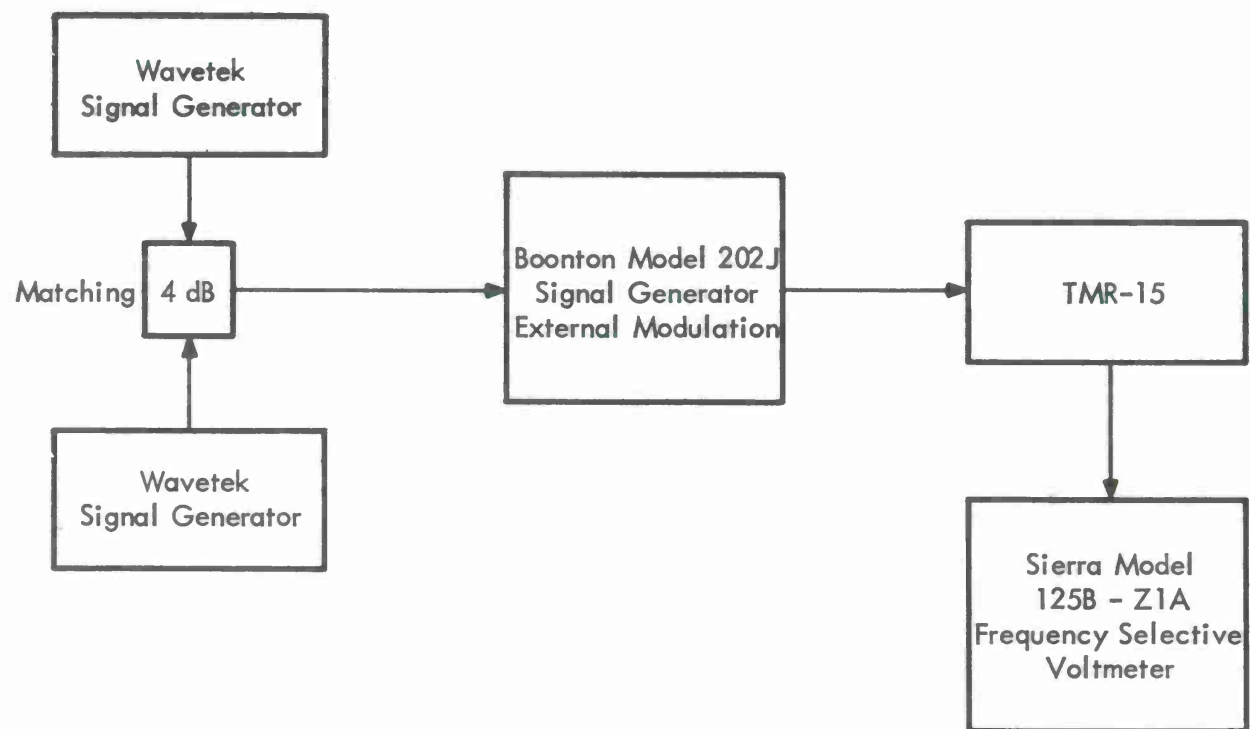 Wavetek
Signal Generator
Matching
4 dB
Wavetek
Signal Generator
Boonton Model 202J
Signal Generator
External Modulation
TMR-15
Sierra Model
125B - Z1A
Frequency Selective
Voltmeter